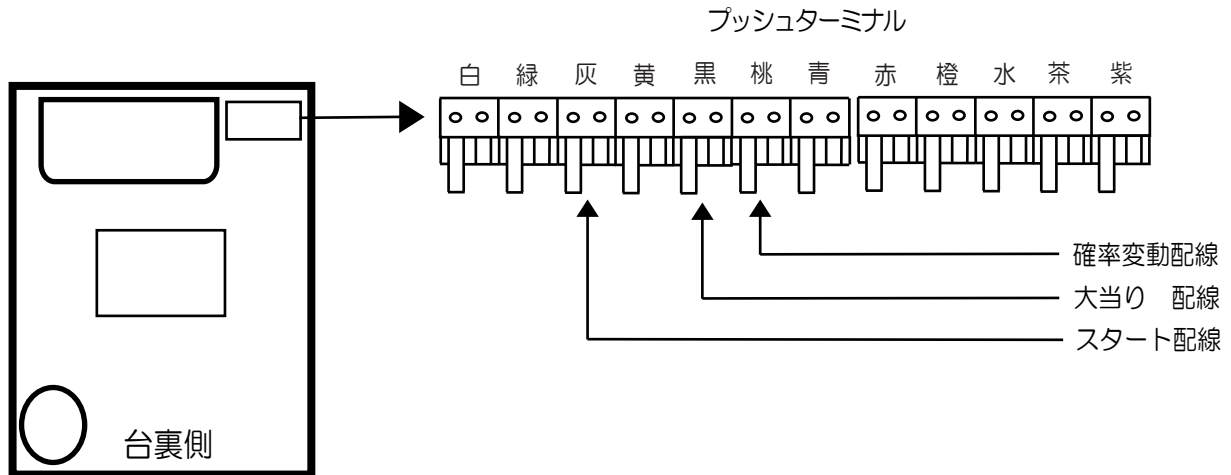 プッシュターミナル
白 緑 灰 黄 黒 桃 青 赤 橙 水 茶 紫
確率変動配線
大当り　配線
スタート配線
台裏側